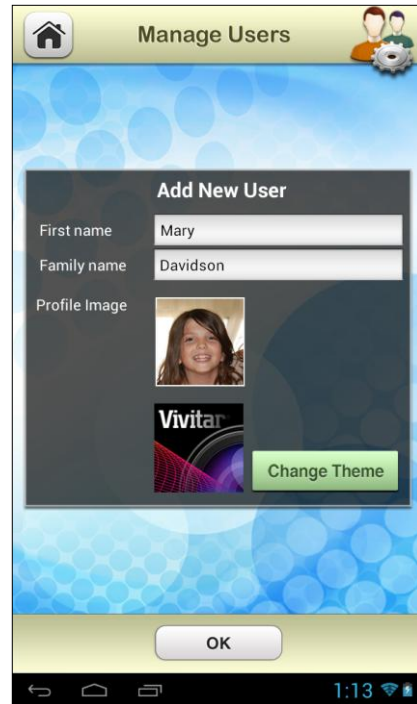 Manage Users
Add New User
First name
Mary
Family name
Davidson
Profile Image
Vivitar
Change Theme
OK
1:13